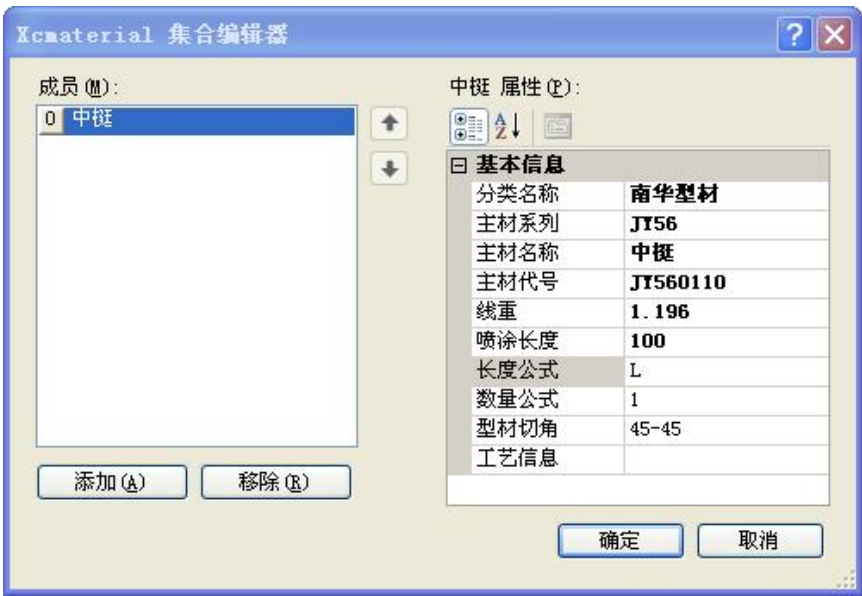 Xcmaterial 集合编辑器
成员(M):
0 中梃
添加(A) 移除(R)
中梃 属性(P):
基本信息
分类名称 南华型材
主材系列 JY56
主材名称 中梃
主材代号 JY560110
线重 1.196
喷涂长度 100
长度公式 L
数量公式 1
型材切角 45-45
工艺信息
确定 取消